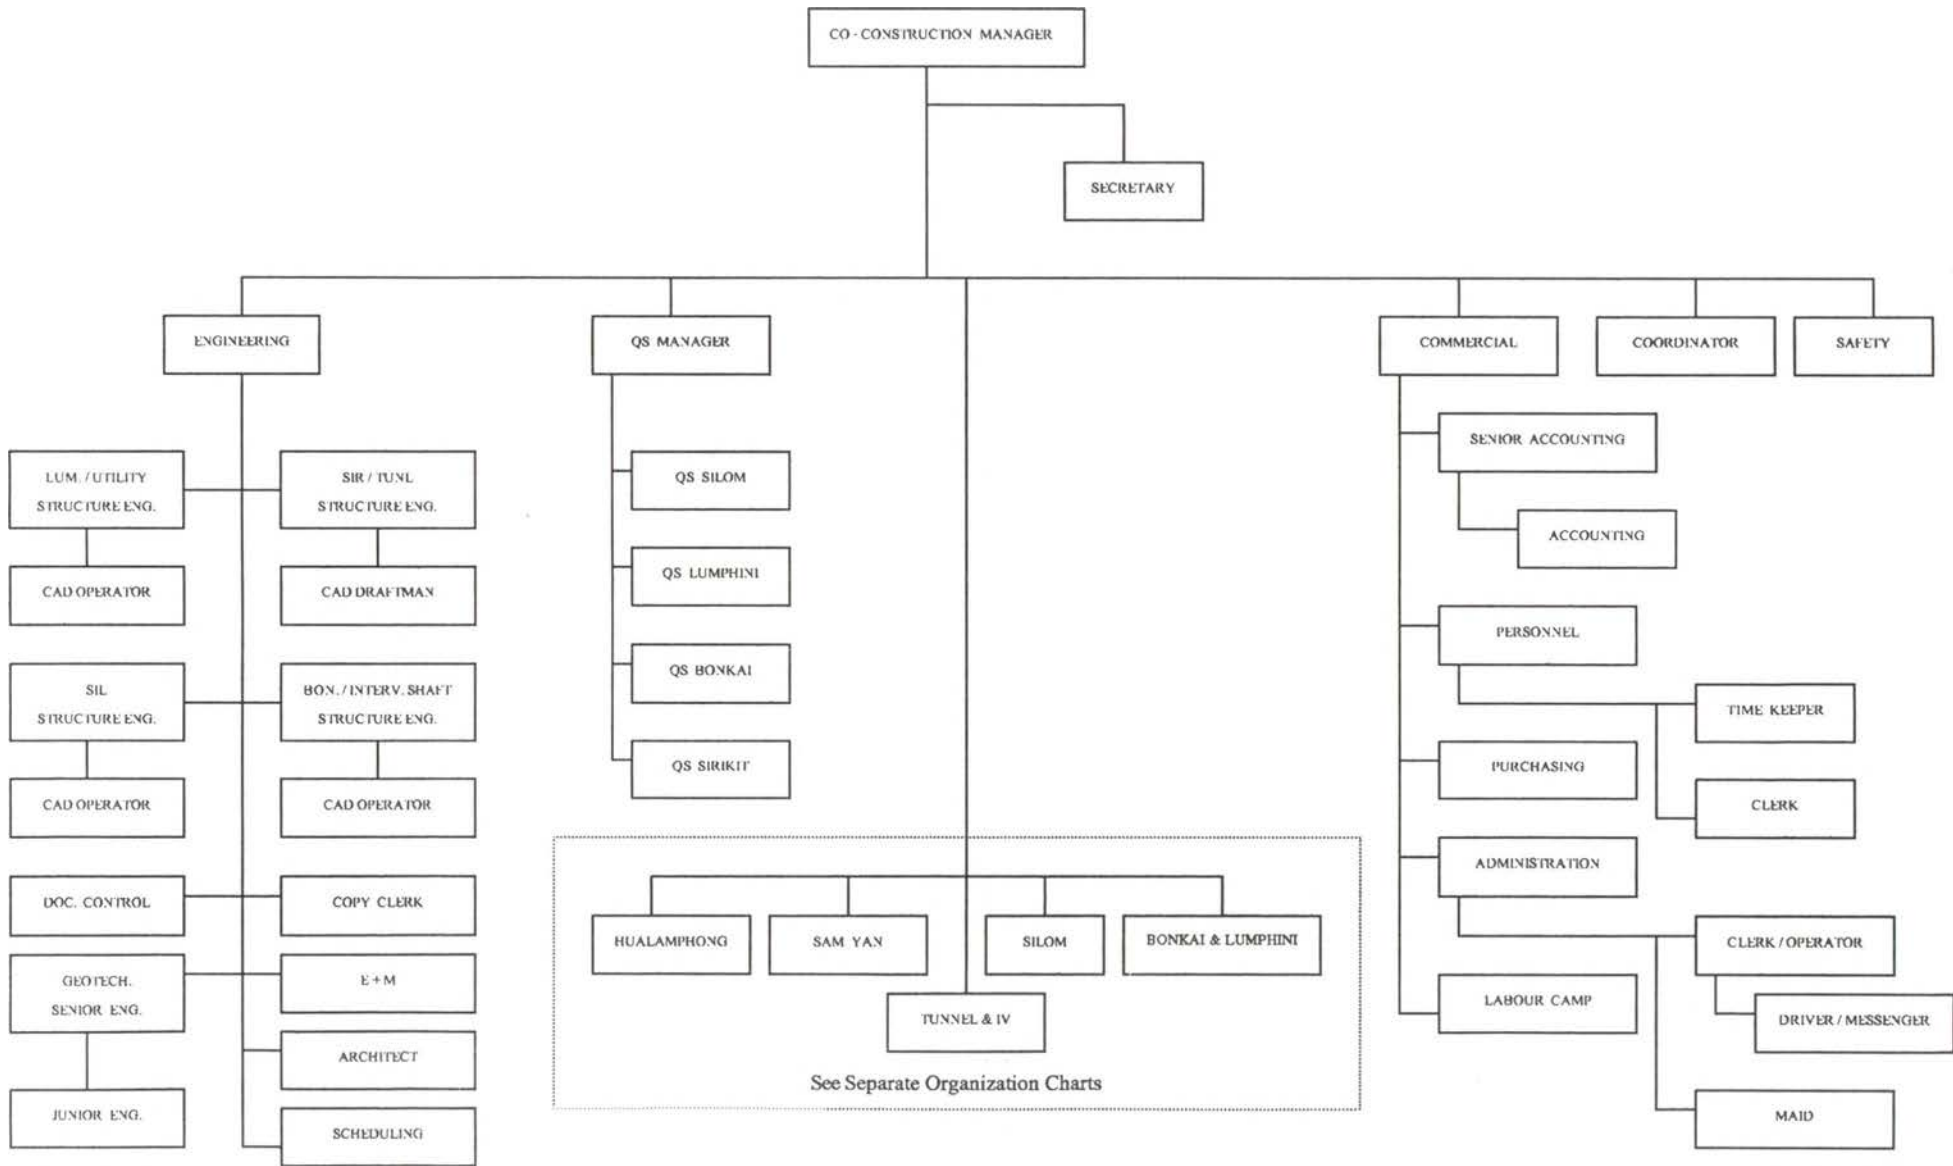 CO - CONSTRUCTION MANAGER
SECRETARY
ENGINEERING
QS MANAGER
COMMERCIAL
COORDINATOR
SAFETY
LUM. / UTILITY
STRUCTURE ENG.
SIR / TUNL
STRUCTURE ENG.
CAD OPERATOR
CAD DRAFTMAN
SIL
STRUCTURE ENG.
BON. / INTERV. SHAFT
STRUCTURE ENG.
CAD OPERATOR
CAD OPERATOR
DOC. CONTROL
COPY CLERK
GEOTECH.
SENIOR ENG.
E + M
ARCHITECT
JUNIOR ENG.
SCHEDULING
QS SILOM
QS LUMPHINI
QS BONKAI
QS SIRIKIT
HUALAMPHONG
SAM YAN
SILOM
BONKAI & LUMPHINI
TUNNEL & IV
See Separate Organization Charts
SENIOR ACCOUNTING
ACCOUNTING
PERSONNEL
TIME KEEPER
CLERK
PURCHASING
ADMINISTRATION
CLERK / OPERATOR
DRIVER / MESSENGER
MAID
LABOUR CAMP